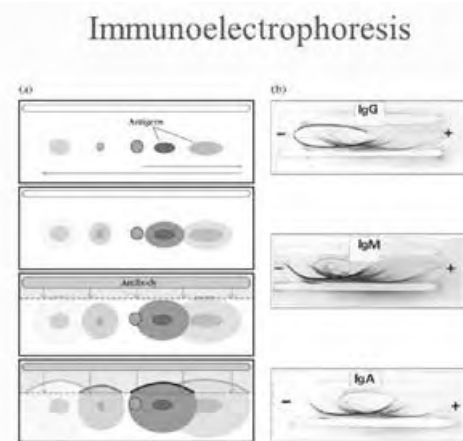 Immunoelectrophoresis
(a)
(b)
Antigens
Antibody
IgG
- +
IgM
- +
IgA
- +